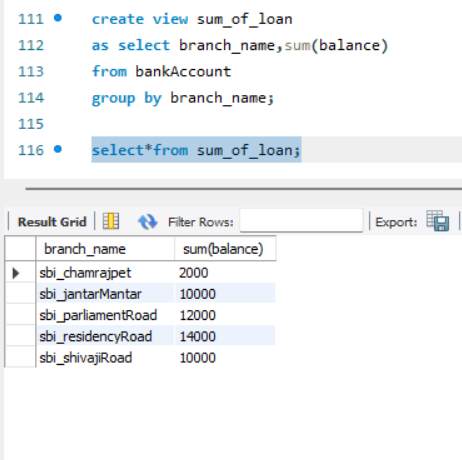 111 create view sum_of_loan
112 as select branch_name,sum(balance)
113 from bankAccount
114 group by branch_name;
115
116 select*from sum_of_loan;
Result Grid Filter Rows: Export:
branch_name sum(balance)
sbi_chamrajpet 2000
sbi_jantarMantar 10000
sbi_parliamentRoad 12000
sbi_residencyRoad 14000
sbi_shivajiRoad 10000